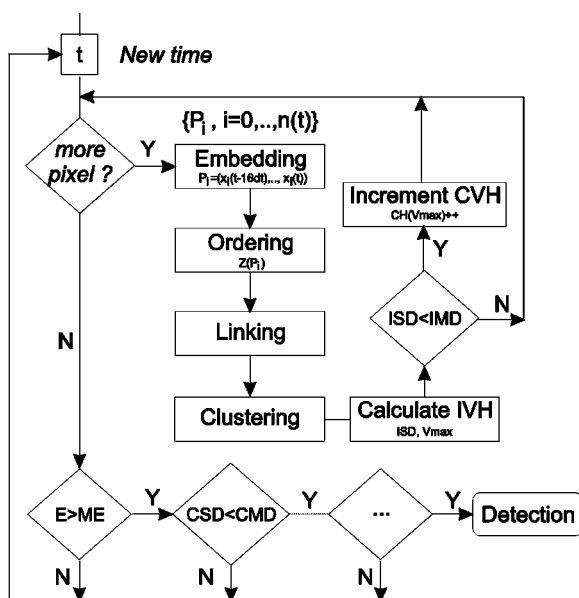 t New time
{Pi , i=0,..,n(t)}
more
pixel ?
Y
Embedding
Pi=(xi(t-16dt),.., xi(t))
Increment CVH
CH(Vmax)++
Ordering
Z(Pi)
Y
N
ISD<IMD
N
Linking
Clustering
Calculate IVH
ISD, Vmax
E>ME
Y
CSD<CMD
Y
...
Y
Detection
N
N
N